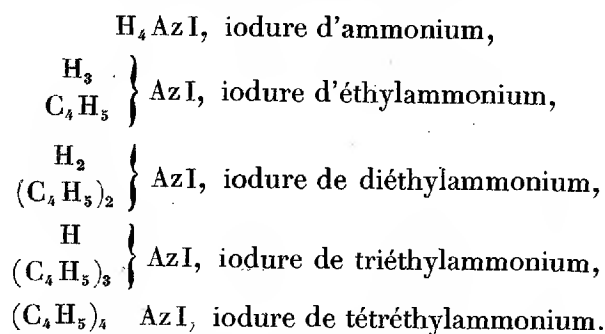 H₄AzI, iodure d'ammonium,
H₃
C₄H₅ } AzI, iodure d'éthylammonium,
H₂
(C₄H₅)₂ } AzI, iodure de diéthylammonium,
H
(C₄H₅)₃ } AzI, iodure de triéthylammonium,
(C₄H₅)₄ AzI, iodure de tétréthylammonium.